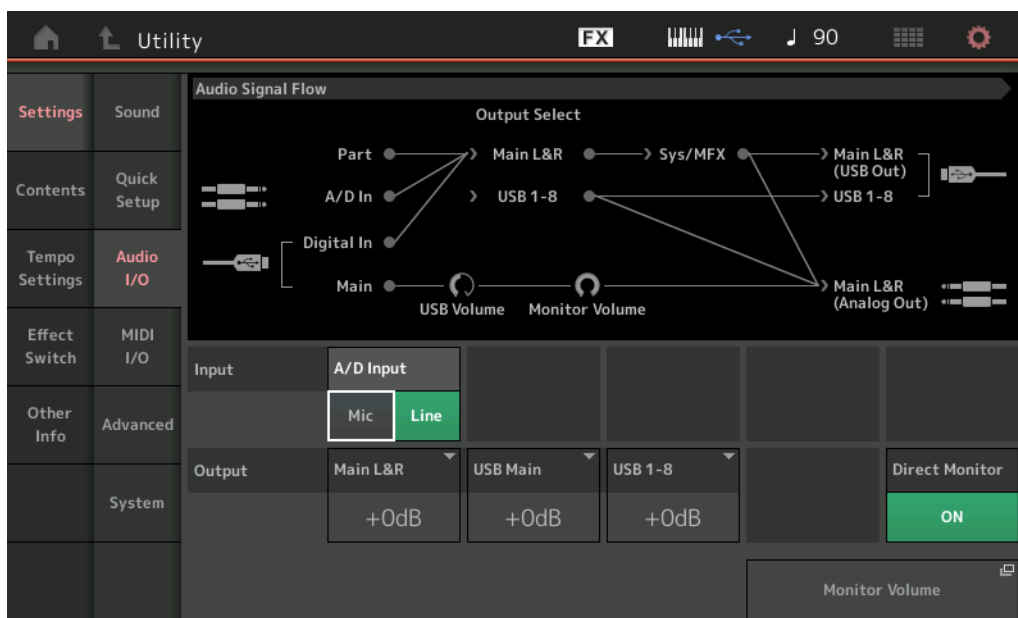 Utility
FX
♩ 90
Settings
Sound
Contents
Quick
Setup
Tempo
Settings
Audio
I/O
Effect
Switch
MIDI
I/O
Other
Info
Advanced
System
Audio Signal Flow
Output Select
Part
Main L&R
Sys/MFX
Main L&R
(USB Out)
A/D In
USB 1-8
USB 1-8
Digital In
Main
USB Volume
Monitor Volume
Main L&R
(Analog Out)
Input
A/D Input
Mic
Line
Output
Main L&R
USB Main
USB 1-8
Direct Monitor
+0dB
+0dB
+0dB
ON
Monitor Volume